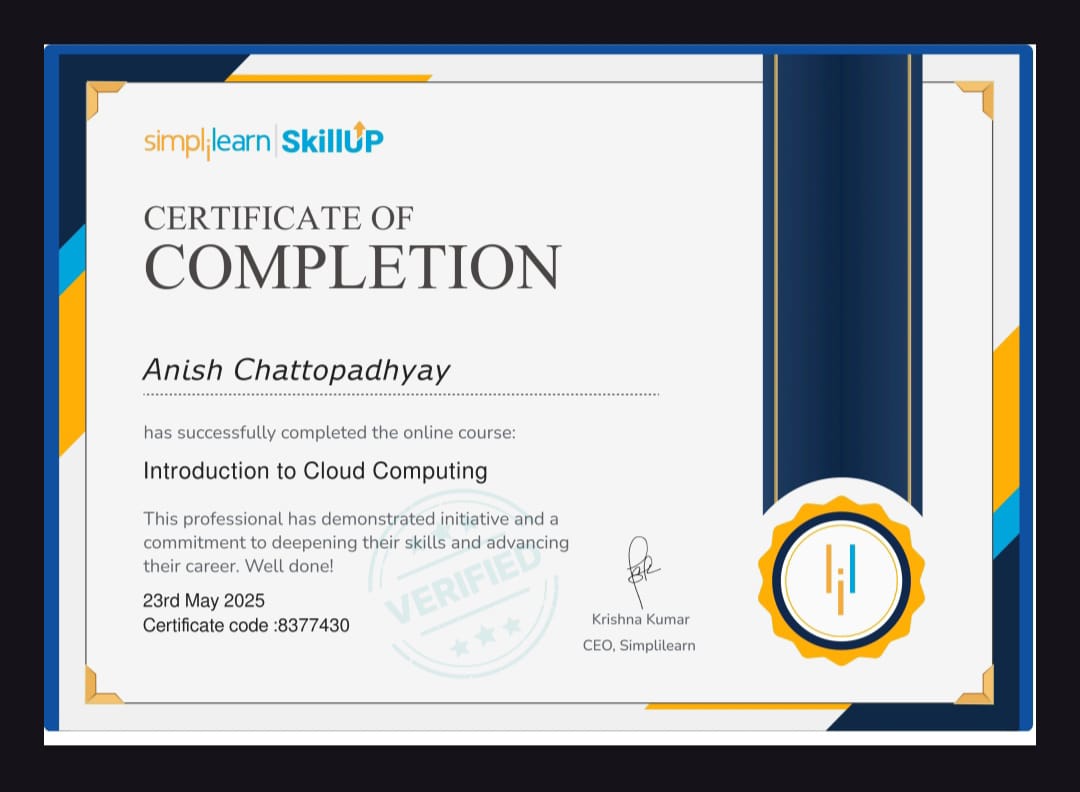 simplilearn | SkillUP
CERTIFICATE OF
COMPLETION
Anish Chattopadhyay
has successfully completed the online course:
Introduction to Cloud Computing
This professional has demonstrated initiative and a
commitment to deepening their skills and advancing
their career. Well done!
23rd May 2025
Certificate code :8377430
VERIFIED
Krishna Kumar
CEO, Simplilearn